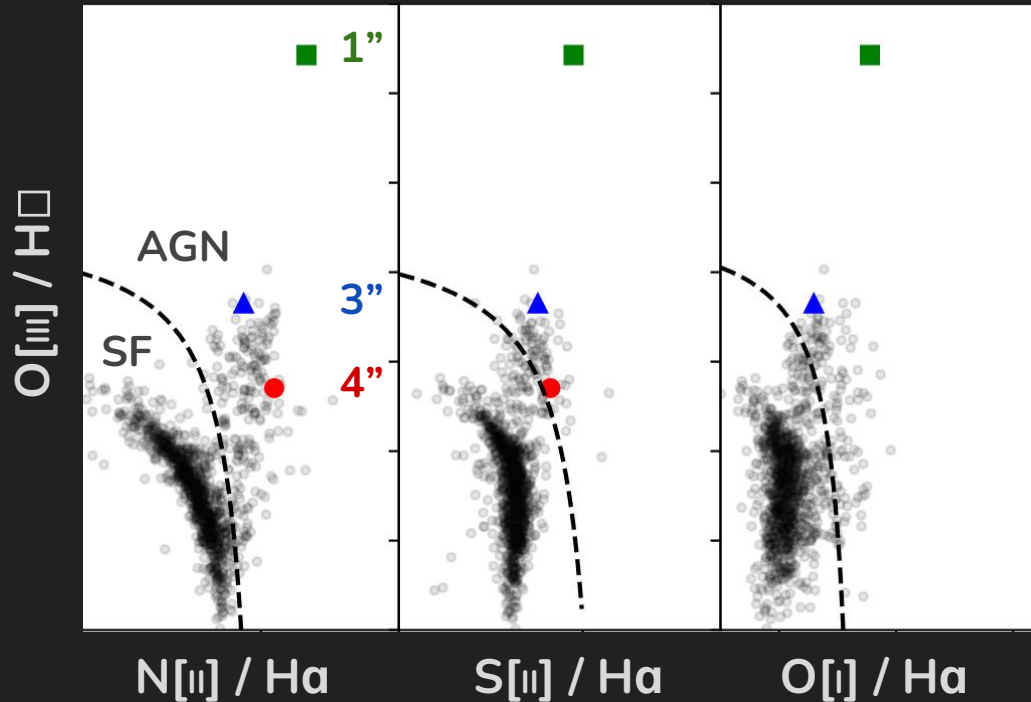 1”
AGN
3”
SF
4”
O[III] / H□
N[II] / Ha
S[II] / Ha
O[I] / Ha